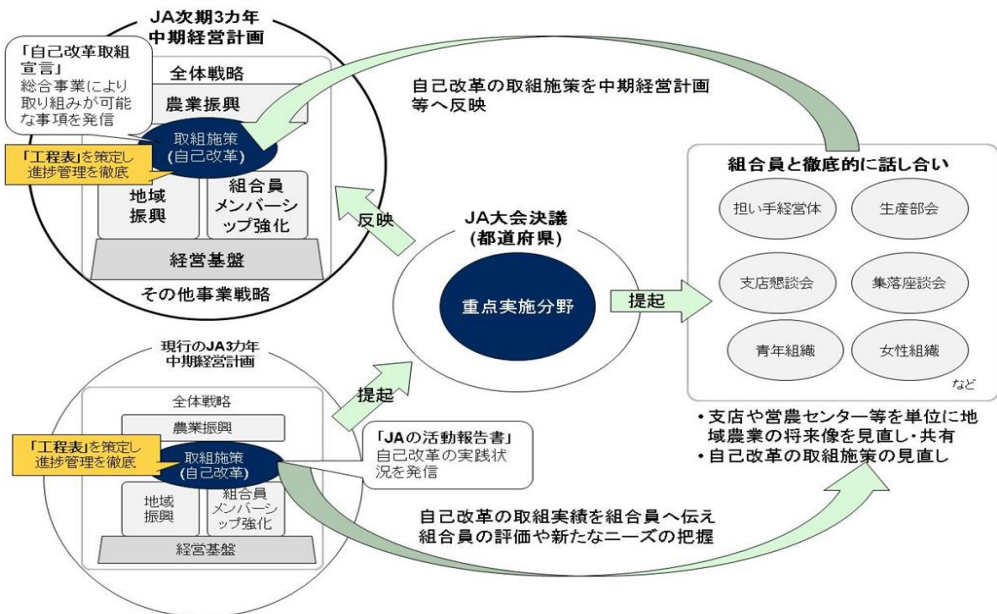 JA次期3カ年
中期経営計画
「自己改革取組
宣言」
総合事業により
取り組みが可能
な事項を発信
全体戦略
農業振興
取組施策
(自己改革)
「工程表」を策定し
進捗管理を徹底
地域
振興
組合員
メンバーシ
ップ強化
経営基盤
その他事業戦略
反映
自己改革の取組施策を中期経営計画
等へ反映
JA大会決議
(都道府県)
重点実施分野
提起
組合員と徹底的に話し合い
担い手経営体
生産部会
支店懇談会
集落座談会
青年組織
女性組織
など
・支店や営農センター等を単位に地
域農業の将来像を見直し・共有
・自己改革の取組施策の見直し
現行のJA3カ年
中期経営計画
全体戦略
農業振興
「工程表」を策定し
進捗管理を徹底
取組施策
(自己改革)
地域
振興
組合員
メンバーシ
ップ強化
経営基盤
提起
「JAの活動報告書」
自己改革の実践状
況を発信
自己改革の取組実績を組合員へ伝え
組合員の評価や新たなニーズの把握